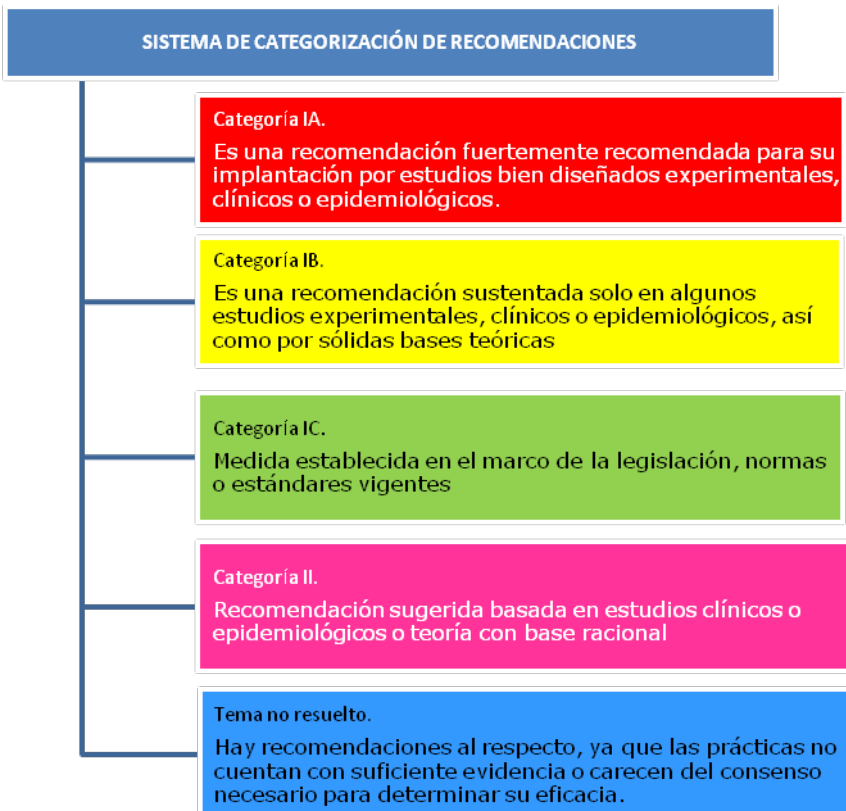 SISTEMA DE CATEGORIZACIÓN DE RECOMENDACIONES
Categoría IA.
Es una recomendación fuertemente recomendada para su
implantación por estudios bien diseñados experimentales,
clínicos o epidemiológicos.
Categoría IB.
Es una recomendación sustentada solo en algunos
estudios experimentales, clínicos o epidemiológicos, así
como por sólidas bases teóricas
Categoría IC.
Medida establecida en el marco de la legislación, normas
o estándares vigentes
Categoría II.
Recomendación sugerida basada en estudios clínicos o
epidemiológicos o teoría con base racional
Tema no resuelto.
Hay recomendaciones al respecto, ya que las prácticas no
cuentan con suficiente evidencia o carecen del consenso
necesario para determinar su eficacia.